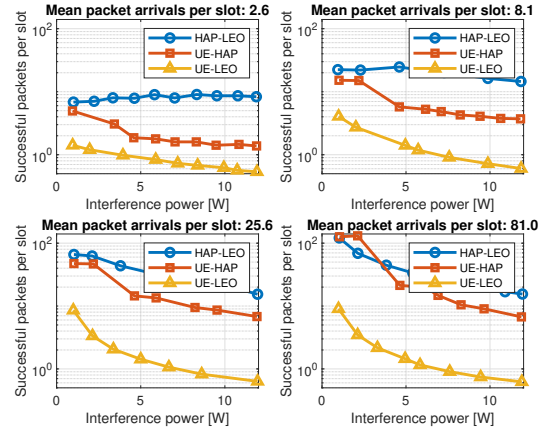 Mean packet arrivals per slot: 2.6
Successful packets per slot
10^2
10^0
HAP-LEO
UE-HAP
UE-LEO
0 5 10
Interference power [W]
Mean packet arrivals per slot: 8.1
Successful packets per slot
10^2
10^0
HAP-LEO
UE-HAP
UE-LEO
0 5 10
Interference power [W]
Mean packet arrivals per slot: 25.6
Successful packets per slot
10^2
10^0
HAP-LEO
UE-HAP
UE-LEO
0 5 10
Interference power [W]
Mean packet arrivals per slot: 81.0
Successful packets per slot
10^2
10^0
HAP-LEO
UE-HAP
UE-LEO
0 5 10
Interference power [W]